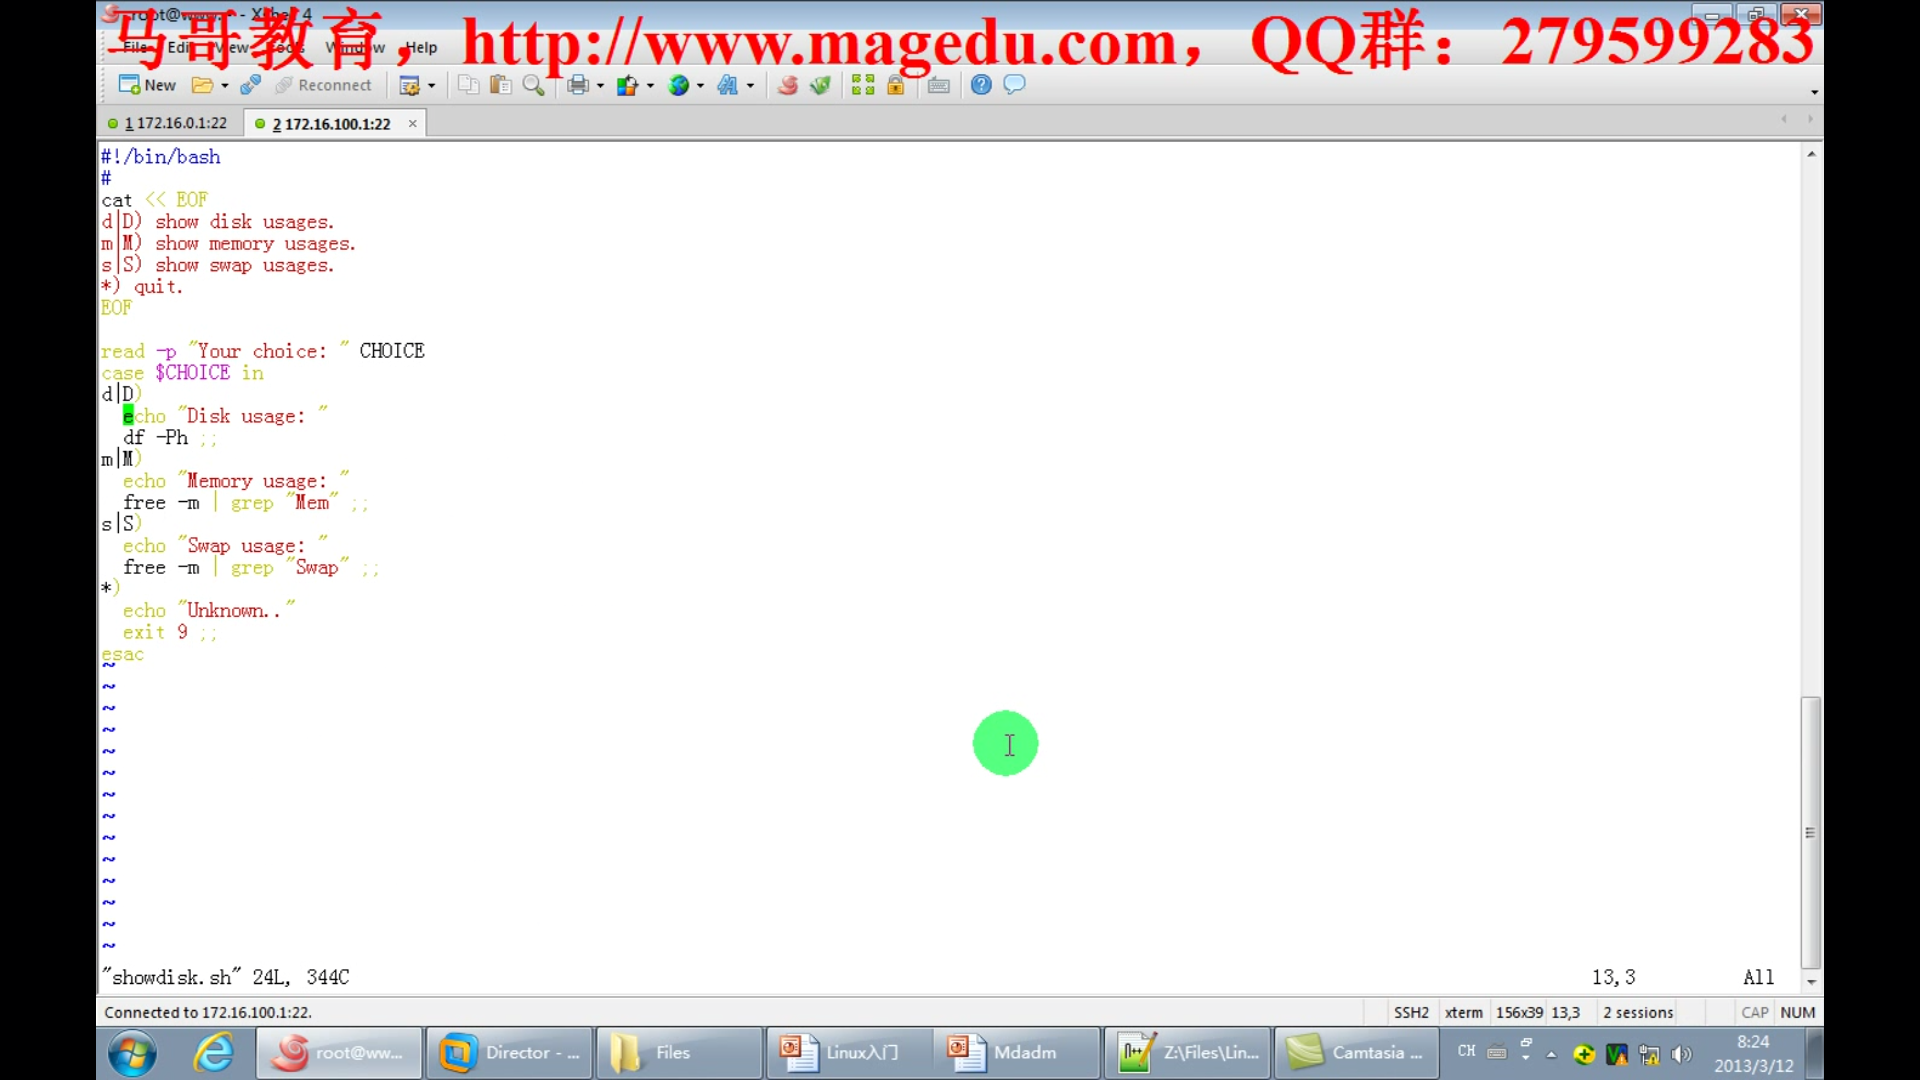 root@www:~ - Xshell 4
马哥教育，http://www.magedu.com，QQ群：279599283
File Edit View Tools Window Help
New Reconnect
1 172.16.0.1:22 2 172.16.100.1:22
#!/bin/bash
#
cat << EOF
d|D) show disk usages.
m|M) show memory usages.
s|S) show swap usages.
*) quit.
EOF
read -p "Your choice: " CHOICE
case $CHOICE in
d|D)
echo "Disk usage: "
df -Ph ;;
m|M)
echo "Memory usage: "
free -m | grep "Mem" ;;
s|S)
echo "Swap usage: "
free -m | grep "Swap" ;;
*)
echo "Unknown.."
exit 9 ;;
esac
~
~
~
~
~
~
~
~
~
~
~
~
~
~
"showdisk.sh" 24L, 344C 13,3 All
Connected to 172.16.100.1:22. SSH2 xterm 156x39 13,3 2 sessions CAP NUM
root@ww... Director - ... Files Linux入门 Mdadm Z:\Files\Lin... Camtasia ... CH 8:24
2013/3/12